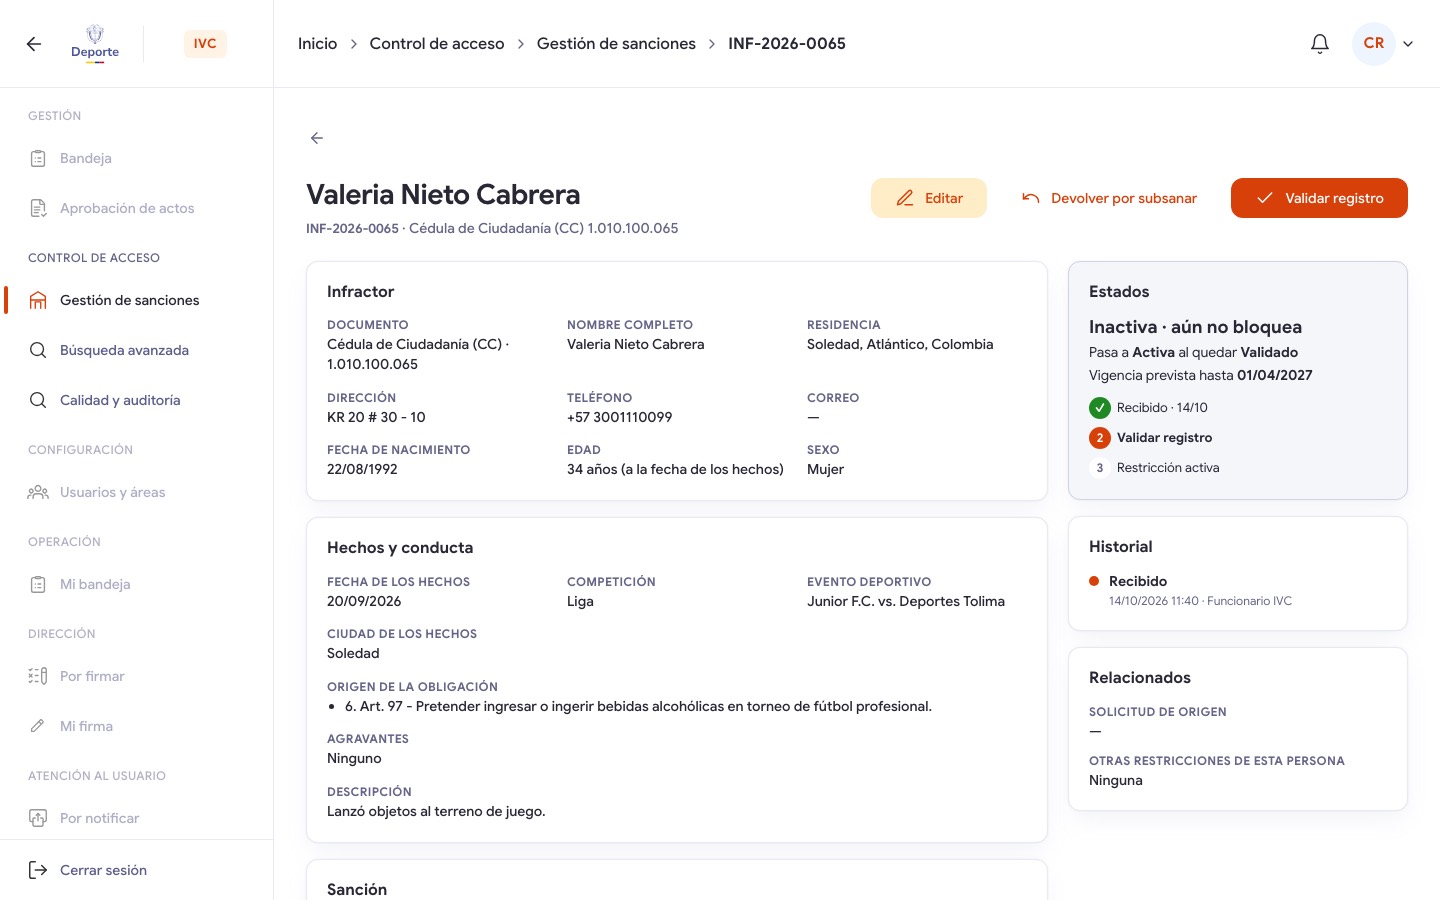 Deporte
IVC
Inicio > Control de acceso > Gestión de sanciones > INF-2026-0065
CR
GESTIÓN
Bandeja
Aprobación de actos
CONTROL DE ACCESO
Gestión de sanciones
Búsqueda avanzada
Calidad y auditoría
CONFIGURACIÓN
Usuarios y áreas
OPERACIÓN
Mi bandeja
DIRECCIÓN
Por firmar
Mi firma
ATENCIÓN AL USUARIO
Por notificar
Cerrar sesión
Valeria Nieto Cabrera
INF-2026-0065 · Cédula de Ciudadanía (CC) 1.010.100.065
Editar
Devolver por subsanar
Validar registro
Infractor
DOCUMENTO
Cédula de Ciudadanía (CC) ·
1.010.100.065
NOMBRE COMPLETO
Valeria Nieto Cabrera
RESIDENCIA
Soledad, Atlántico, Colombia
DIRECCIÓN
KR 20 # 30 - 10
TELÉFONO
+57 3001110099
CORREO
—
FECHA DE NACIMIENTO
22/08/1992
EDAD
34 años (a la fecha de los hechos)
SEXO
Mujer
Hechos y conducta
FECHA DE LOS HECHOS
20/09/2026
COMPETICIÓN
Liga
EVENTO DEPORTIVO
Junior F.C. vs. Deportes Tolima
CIUDAD DE LOS HECHOS
Soledad
ORIGEN DE LA OBLIGACIÓN
• 6. Art. 97 - Pretender ingresar o ingerir bebidas alcohólicas en torneo de fútbol profesional.
AGRAVANTES
Ninguno
DESCRIPCIÓN
Lanzó objetos al terreno de juego.
Sanción
Estados
Inactiva · aún no bloquea
Pasa a Activa al quedar Validado
Vigencia prevista hasta 01/04/2027
Recibido · 14/10
2 Validar registro
3 Restricción activa
Historial
Recibido
14/10/2026 11:40 · Funcionario IVC
Relacionados
SOLICITUD DE ORIGEN
—
OTRAS RESTRICCIONES DE ESTA PERSONA
Ninguna